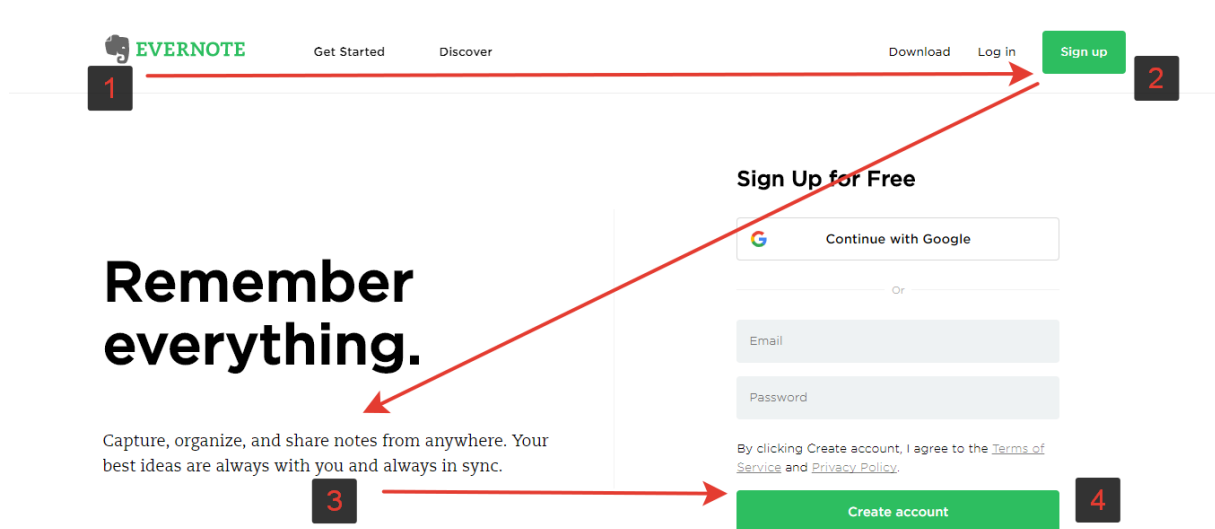 EVERNOTE
Get Started
Discover
Download
Log in
Sign up
1
2
Remember
everything.
Capture, organize, and share notes from anywhere. Your
best ideas are always with you and always in sync.
3
Sign Up for Free
Continue with Google
Or
Email
Password
By clicking Create account, I agree to the Terms of
Service and Privacy Policy.
Create account
4